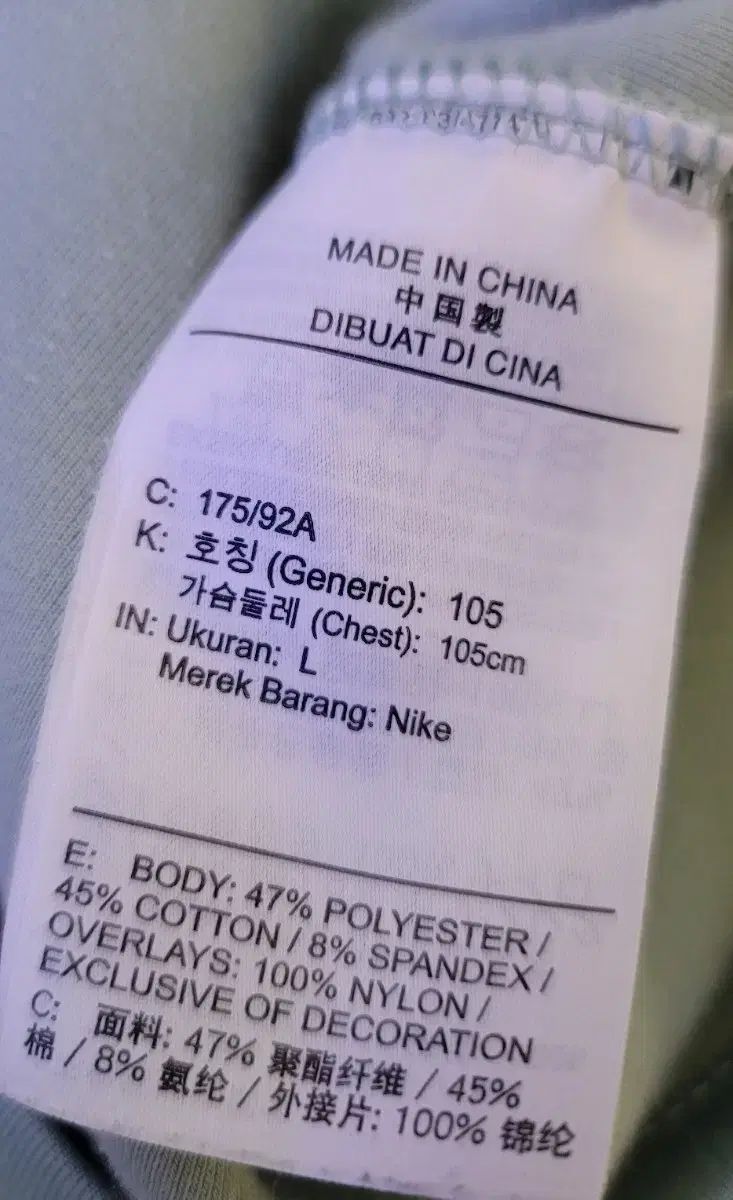 MADE IN CHINA
中国製
DIBUAT DI CINA
C: 175/92A
K: 호칭 (Generic): 105
가슴둘레 (Chest): 105cm
IN: Ukuran: L
Merek Barang: Nike
E: BODY: 47% POLYESTER /
45% COTTON / 8% SPANDEX /
OVERLAYS: 100% NYLON /
EXCLUSIVE OF DECORATION
C: 面料: 47% 聚酯纤维 / 45%
棉 / 8% 氨纶 / 外接片: 100% 锦纶